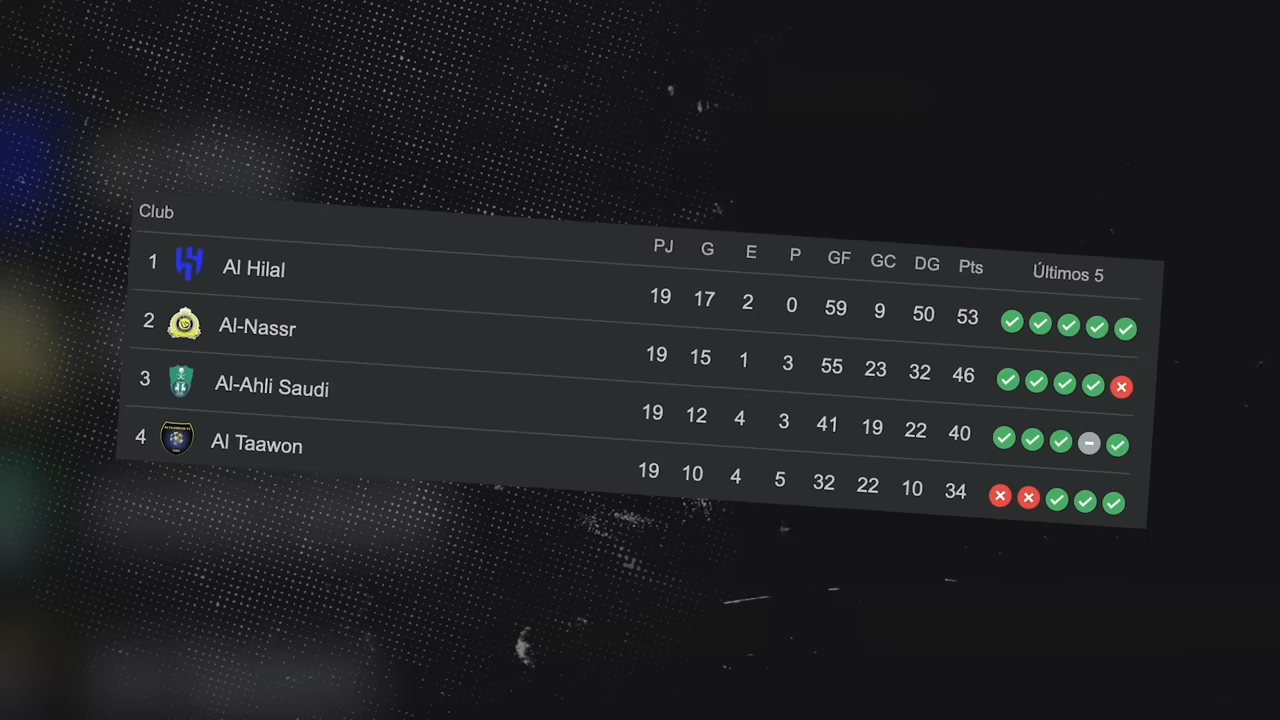 Club PJ G E P GF GC DG Pts Últimos 5
1 Al Hilal 19 17 2 0 59 9 50 53
2 Al-Nassr 19 15 1 3 55 23 32 46
3 Al-Ahli Saudi 19 12 4 3 41 19 22 40
4 Al Taawon 19 10 4 5 32 22 10 34